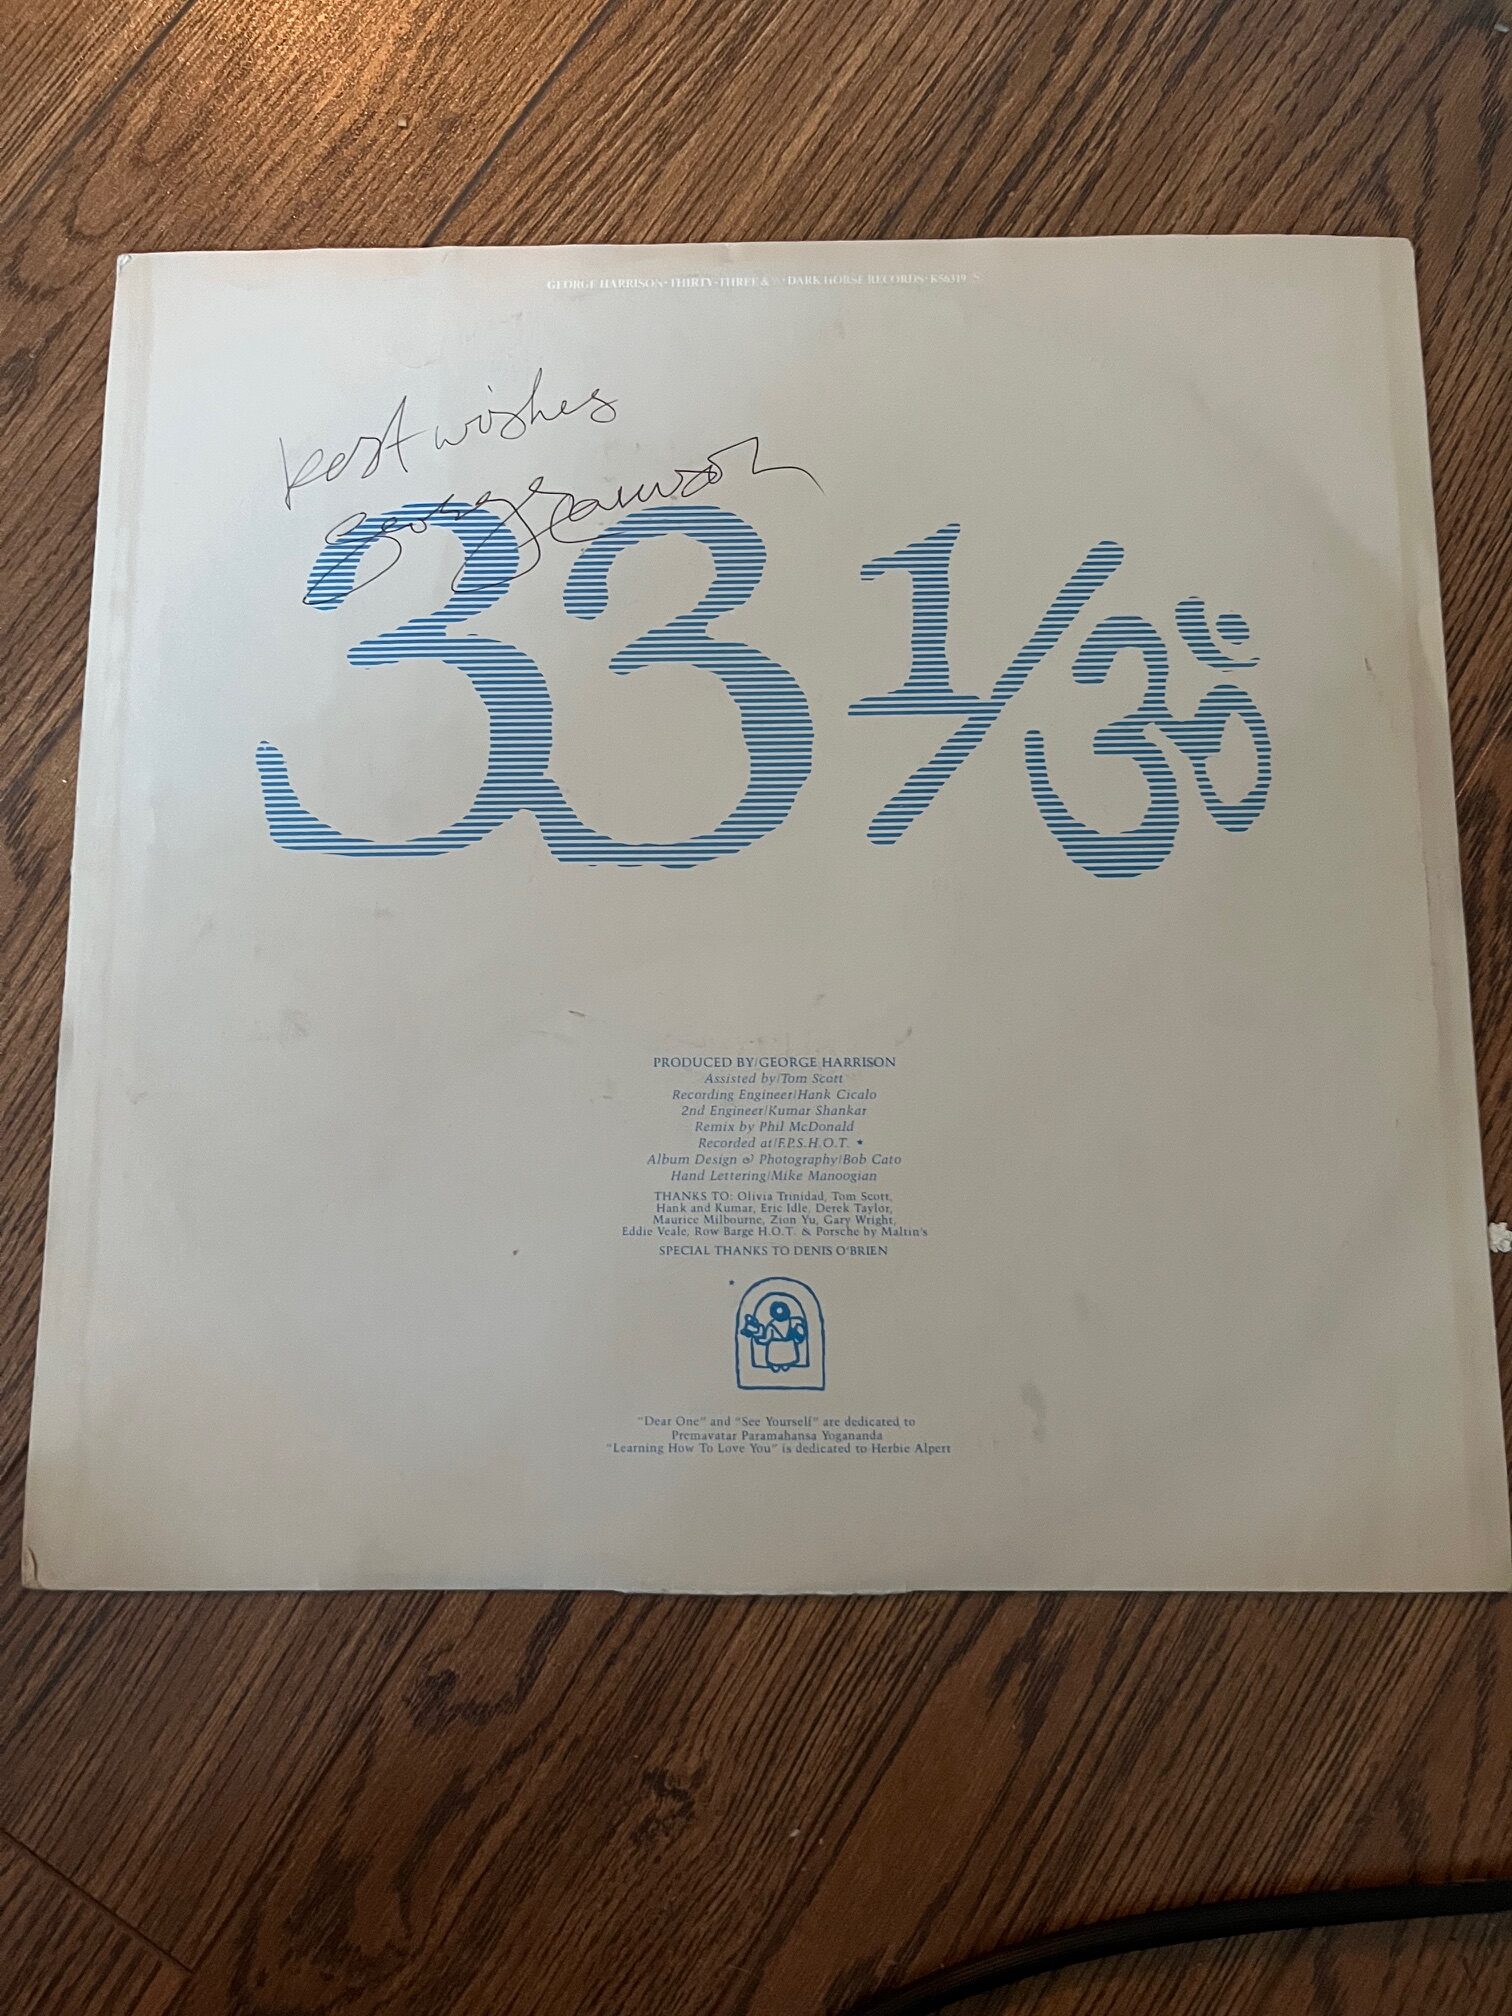 GEORGE HARRISON · THIRTY-THREE & ⅓ · DARK HORSE RECORDS · K56319
best wishes
George Harrison
33 1/3
PRODUCED BY/GEORGE HARRISON
Assisted by/Tom Scott
Recording Engineer/Hank Cicalo
2nd Engineer/Kumar Shankar
Remix by Phil McDonald
Recorded at/F.P.S.H.O.T. *
Album Design & Photography/Bob Cato
Hand Lettering/Mike Manoogian
THANKS TO: Olivia Trinidad, Tom Scott,
Hank and Kumar, Eric Idle, Derek Taylor,
Maurice Milbourne, Zion Yu, Gary Wright,
Eddie Veale, Row Barge H.O.T. & Porsche by Maltin's
SPECIAL THANKS TO DENIS O'BRIEN
*
"Dear One" and "See Yourself" are dedicated to
Premavatar Paramahansa Yogananda
"Learning How To Love You" is dedicated to Herbie Alpert